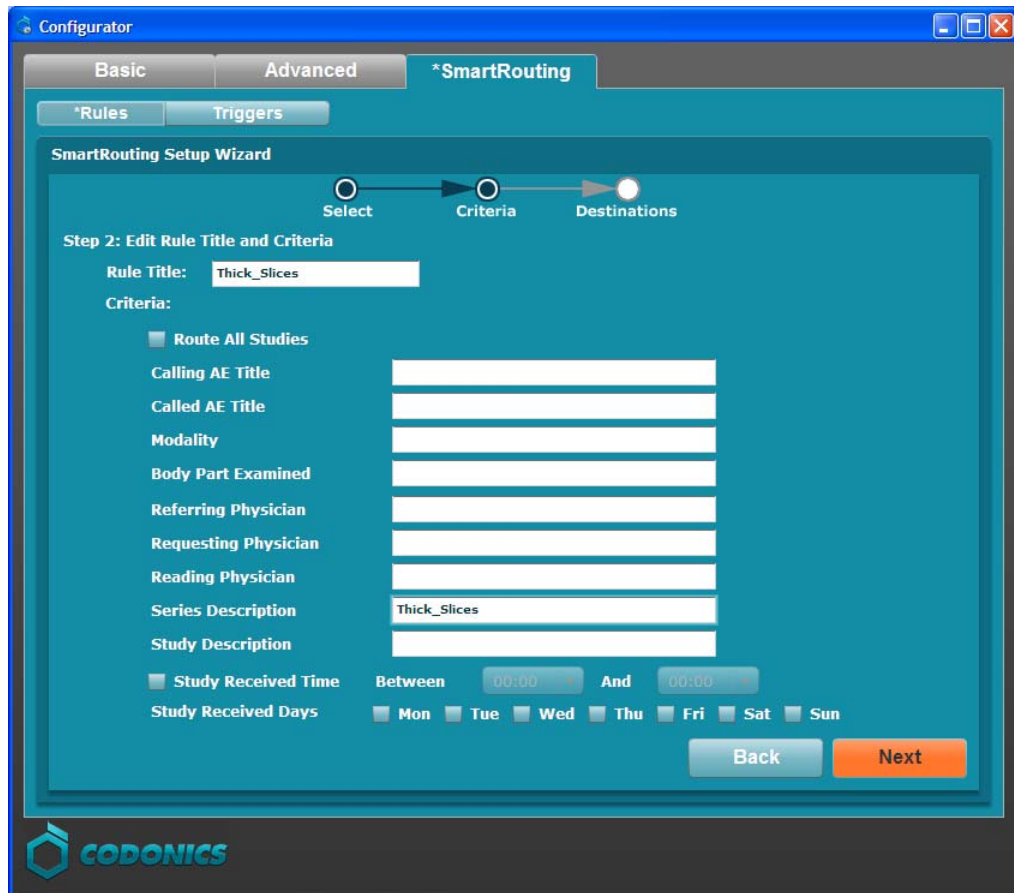 Configurator
Basic Advanced *SmartRouting
*Rules Triggers
SmartRouting Setup Wizard
Select Criteria Destinations
Step 2: Edit Rule Title and Criteria
Rule Title: Thick_Slices
Criteria:
Route All Studies
Calling AE Title
Called AE Title
Modality
Body Part Examined
Referring Physician
Requesting Physician
Reading Physician
Series Description Thick_Slices
Study Description
Study Received Time Between 00:00 And 00:00
Study Received Days Mon Tue Wed Thu Fri Sat Sun
Back Next
CODONICS